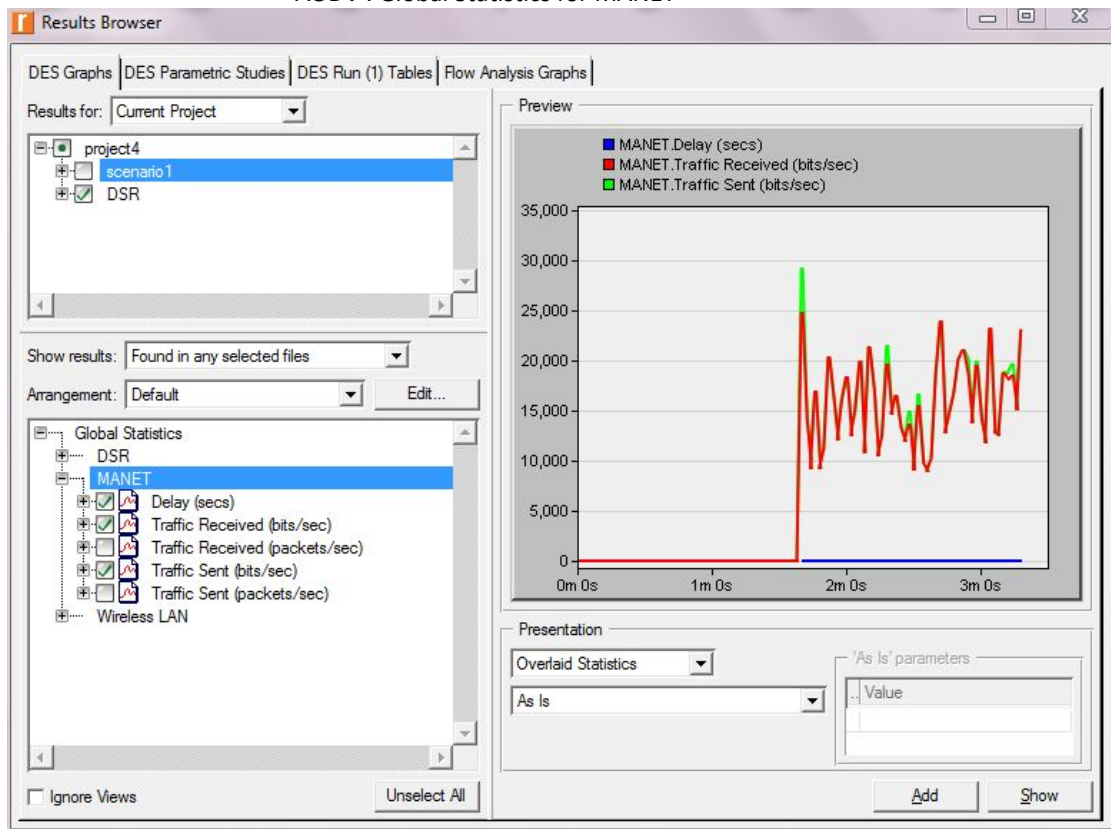 Results Browser
DES Graphs DES Parametric Studies DES Run (1) Tables Flow Analysis Graphs
Results for: Current Project
project4
scenario1
DSR
Show results: Found in any selected files
Arrangement: Default Edit...
Global Statistics
DSR
MANET
Delay (secs)
Traffic Received (bits/sec)
Traffic Received (packets/sec)
Traffic Sent (bits/sec)
Traffic Sent (packets/sec)
Wireless LAN
Ignore Views Unselect All
Preview
MANET.Delay (secs)
MANET.Traffic Received (bits/sec)
MANET.Traffic Sent (bits/sec)
35,000
30,000
25,000
20,000
15,000
10,000
5,000
0
0m 0s 1m 0s 2m 0s 3m 0s
Presentation
Overlaid Statistics
As Is
'As Is' parameters
.. Value
Add Show